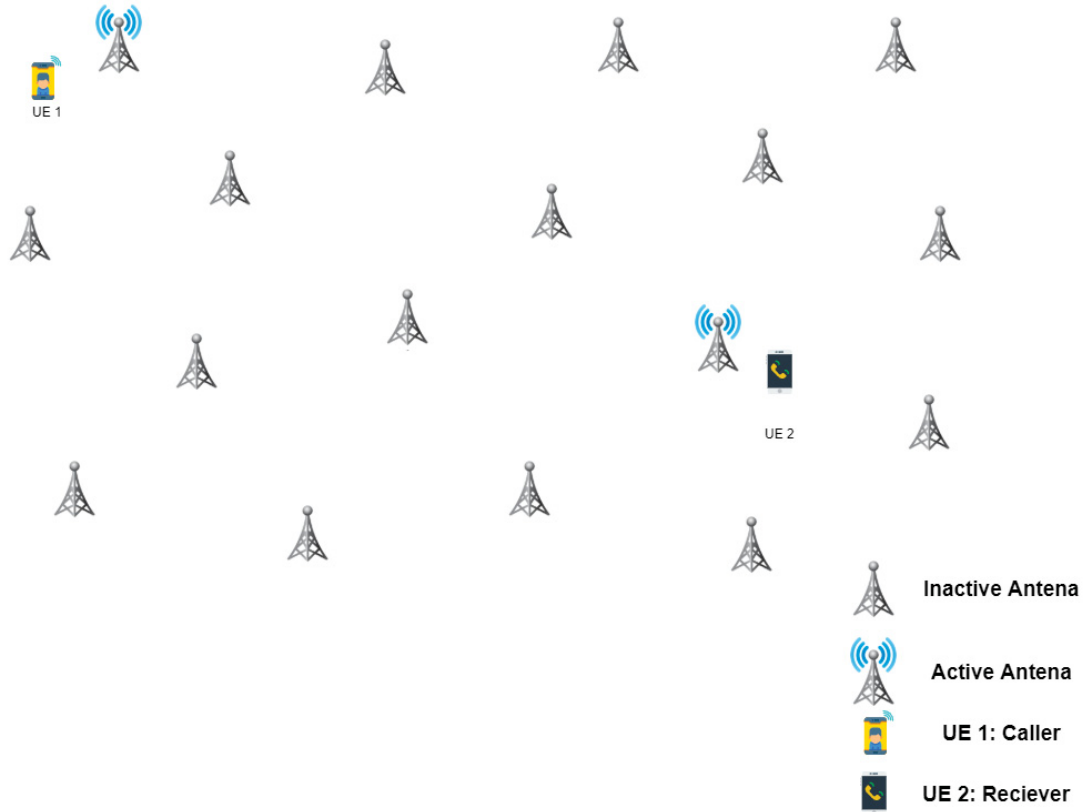 UE 1
UE 2
Inactive Antena
Active Antena
UE 1: Caller
UE 2: Reciever